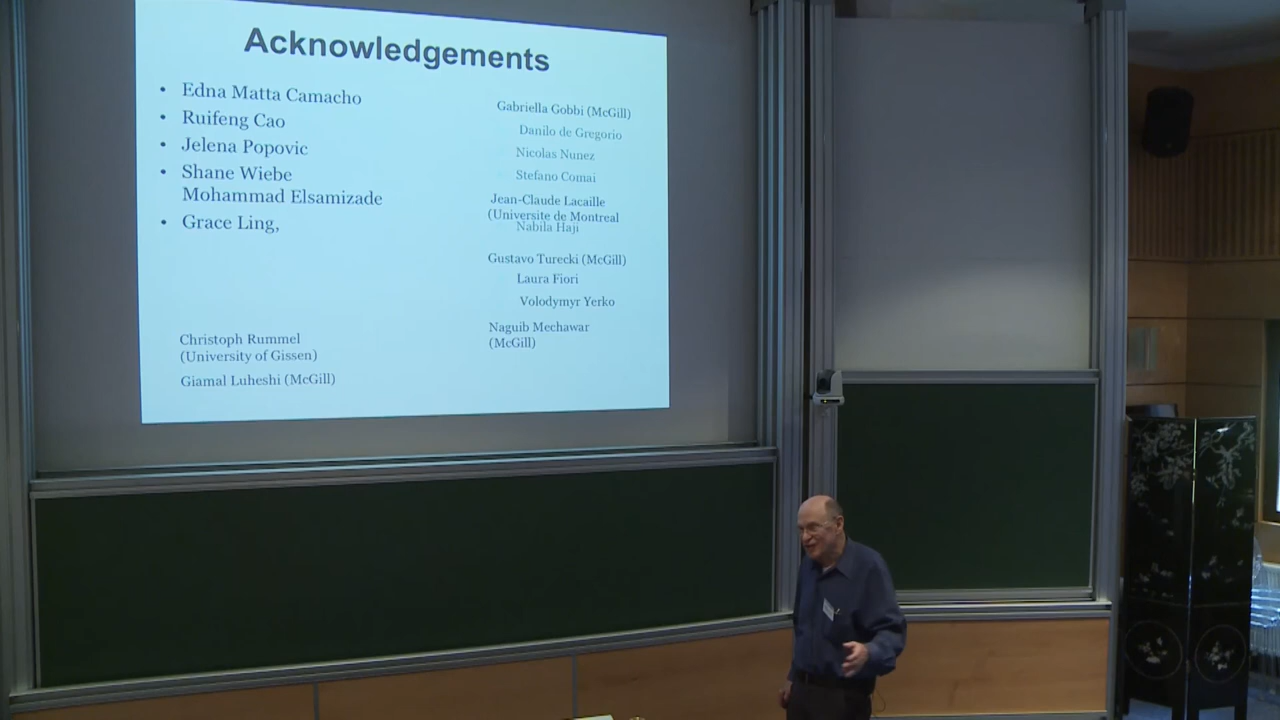 Acknowledgements
• Edna Matta Camacho
• Ruifeng Cao
• Jelena Popovic
• Shane Wiebe
Mohammad Elsamizade
• Grace Ling,
Christoph Rummel
(University of Gissen)
Giamal Luheshi (McGill)
Gabriella Gobbi (McGill)
Danilo de Gregorio
Nicolas Nunez
Stefano Comai
Jean-Claude Lacaille
(Universite de Montreal
Nabila Haji
Gustavo Turecki (McGill)
Laura Fiori
Volodymyr Yerko
Naguib Mechawar
(McGill)